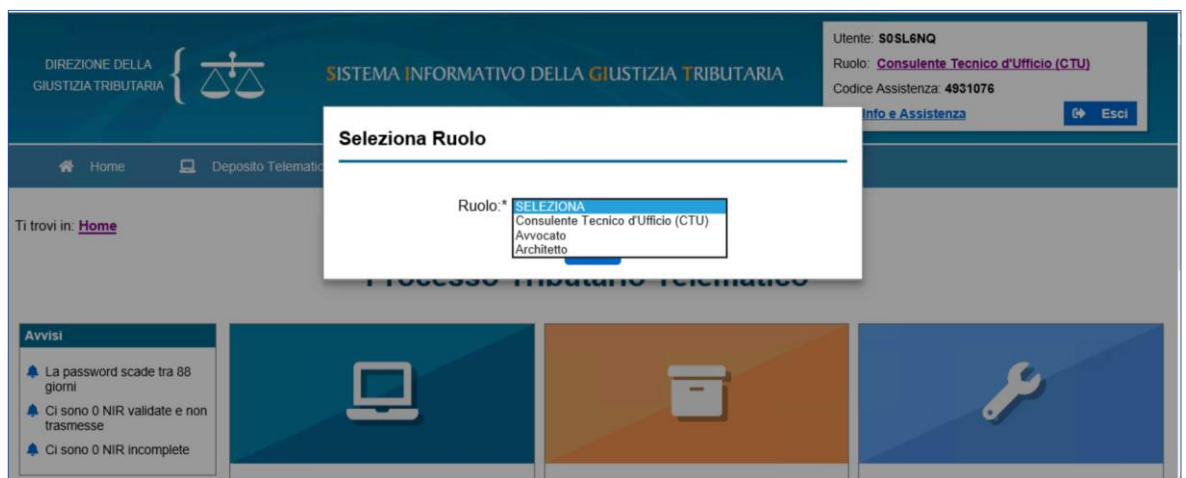 DIREZIONE DELLA
GIUSTIZIA TRIBUTARIA
SISTEMA INFORMATIVO DELLA GIUSTIZIA TRIBUTARIA
Utente: S0SL6NQ
Ruolo: Consulente Tecnico d'Ufficio (CTU)
Codice Assistenza: 4931076
Info e Assistenza
Esci
Home
Deposito Telematic
Seleziona Ruolo
Ruolo:*
SELEZIONA
Consulente Tecnico d'Ufficio (CTU)
Avvocato
Architetto
Ti trovi in: Home
Processo Tributario Telematico
Avvisi
La password scade tra 88
giorni
Ci sono 0 NIR validate e non
trasmesse
Ci sono 0 NIR incomplete